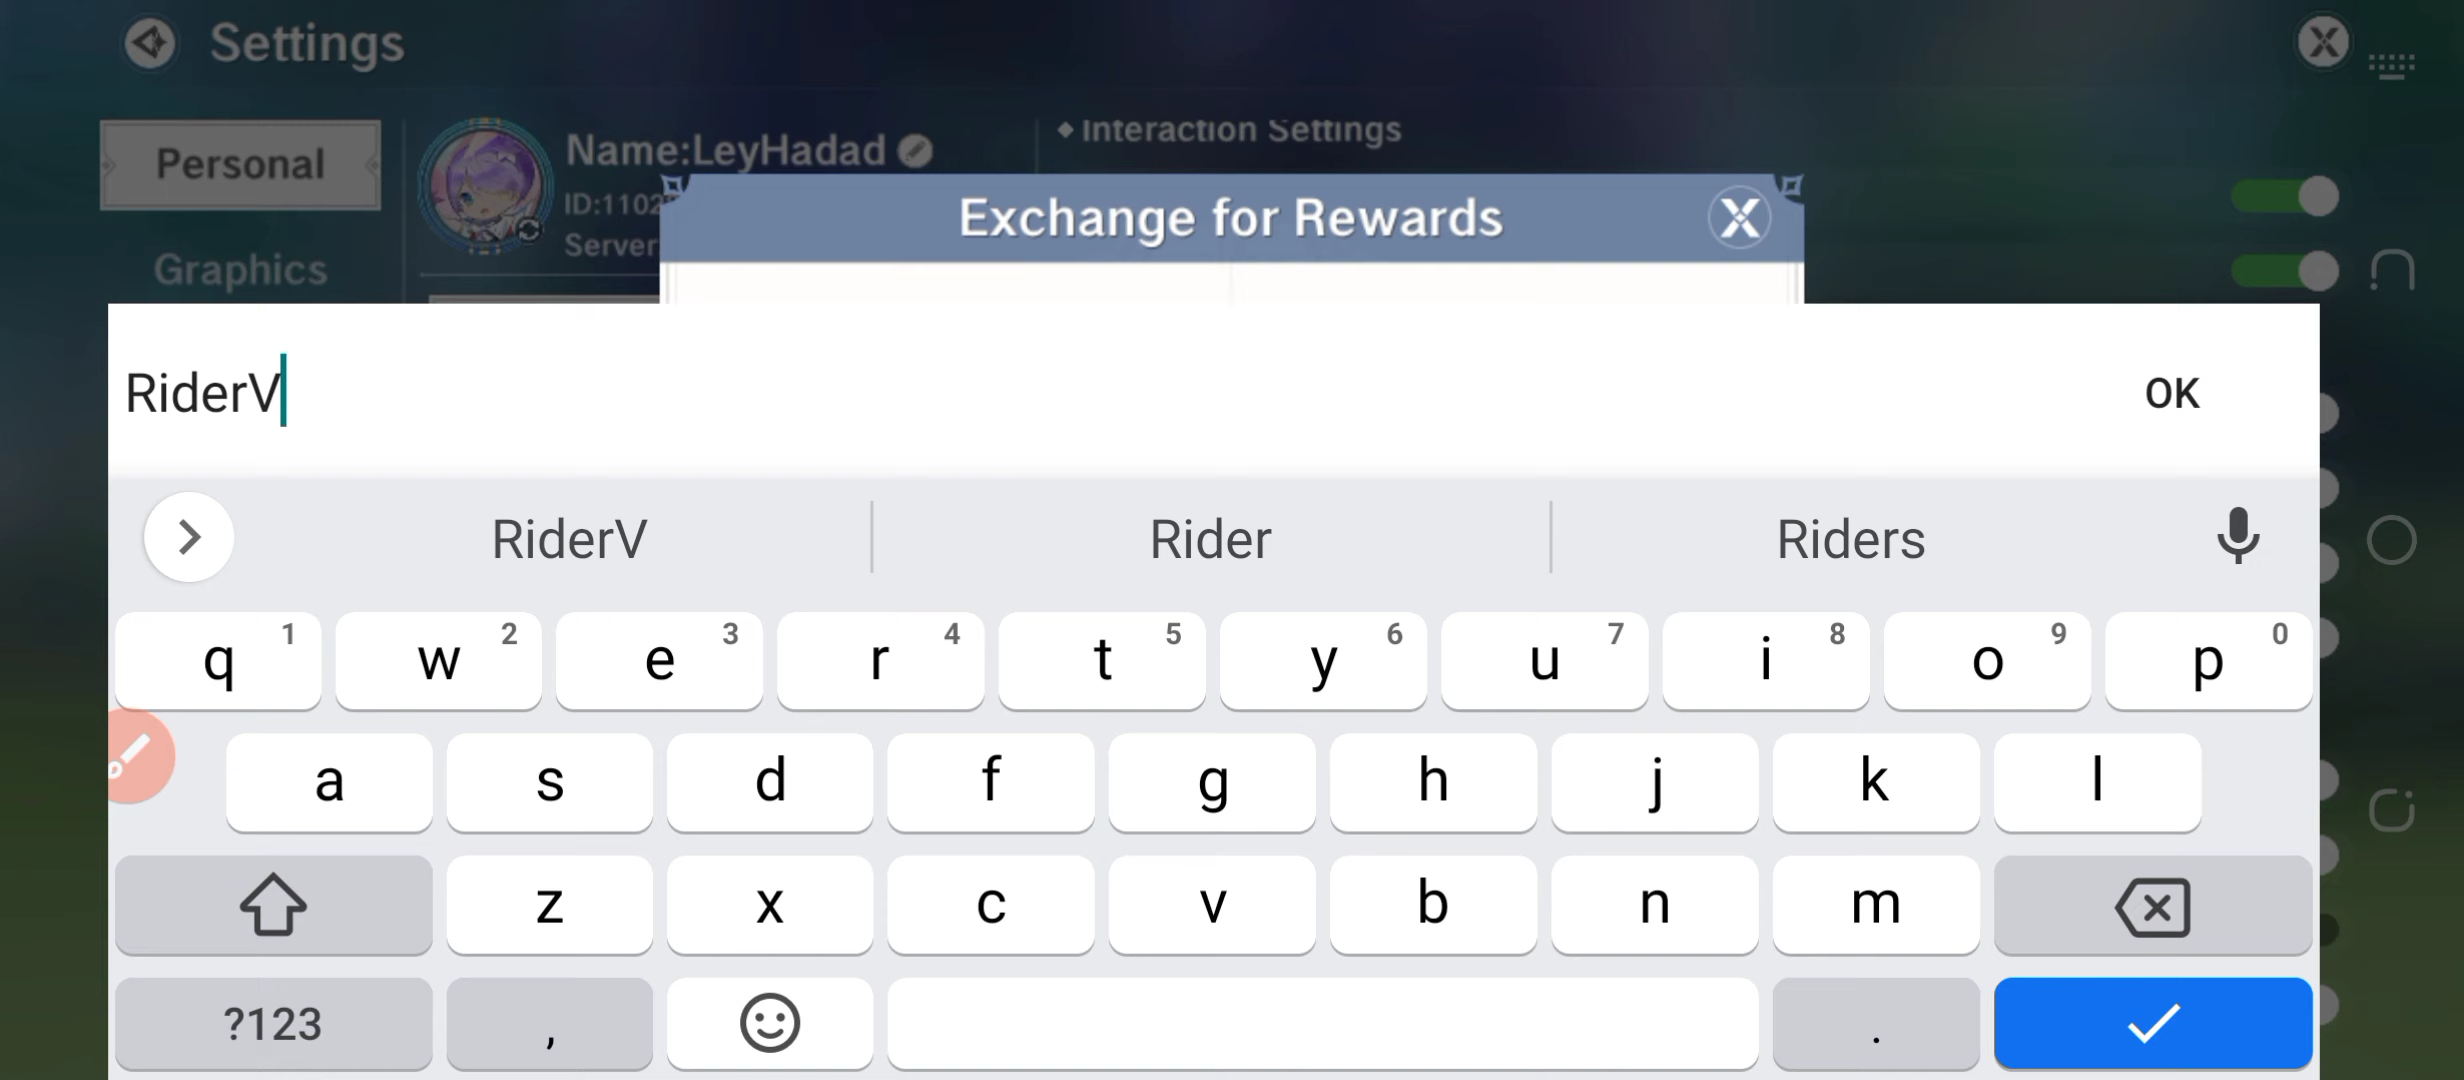 Settings
Personal
Graphics
Name:LeyHadad
ID:1102
Server
Interaction Settings
Exchange for Rewards
RiderV
OK
RiderV Rider Riders
q 1 w 2 e 3 r 4 t 5 y 6 u 7 i 8 o 9 p 0
a s d f g h j k l
z x c v b n m
?123 , .